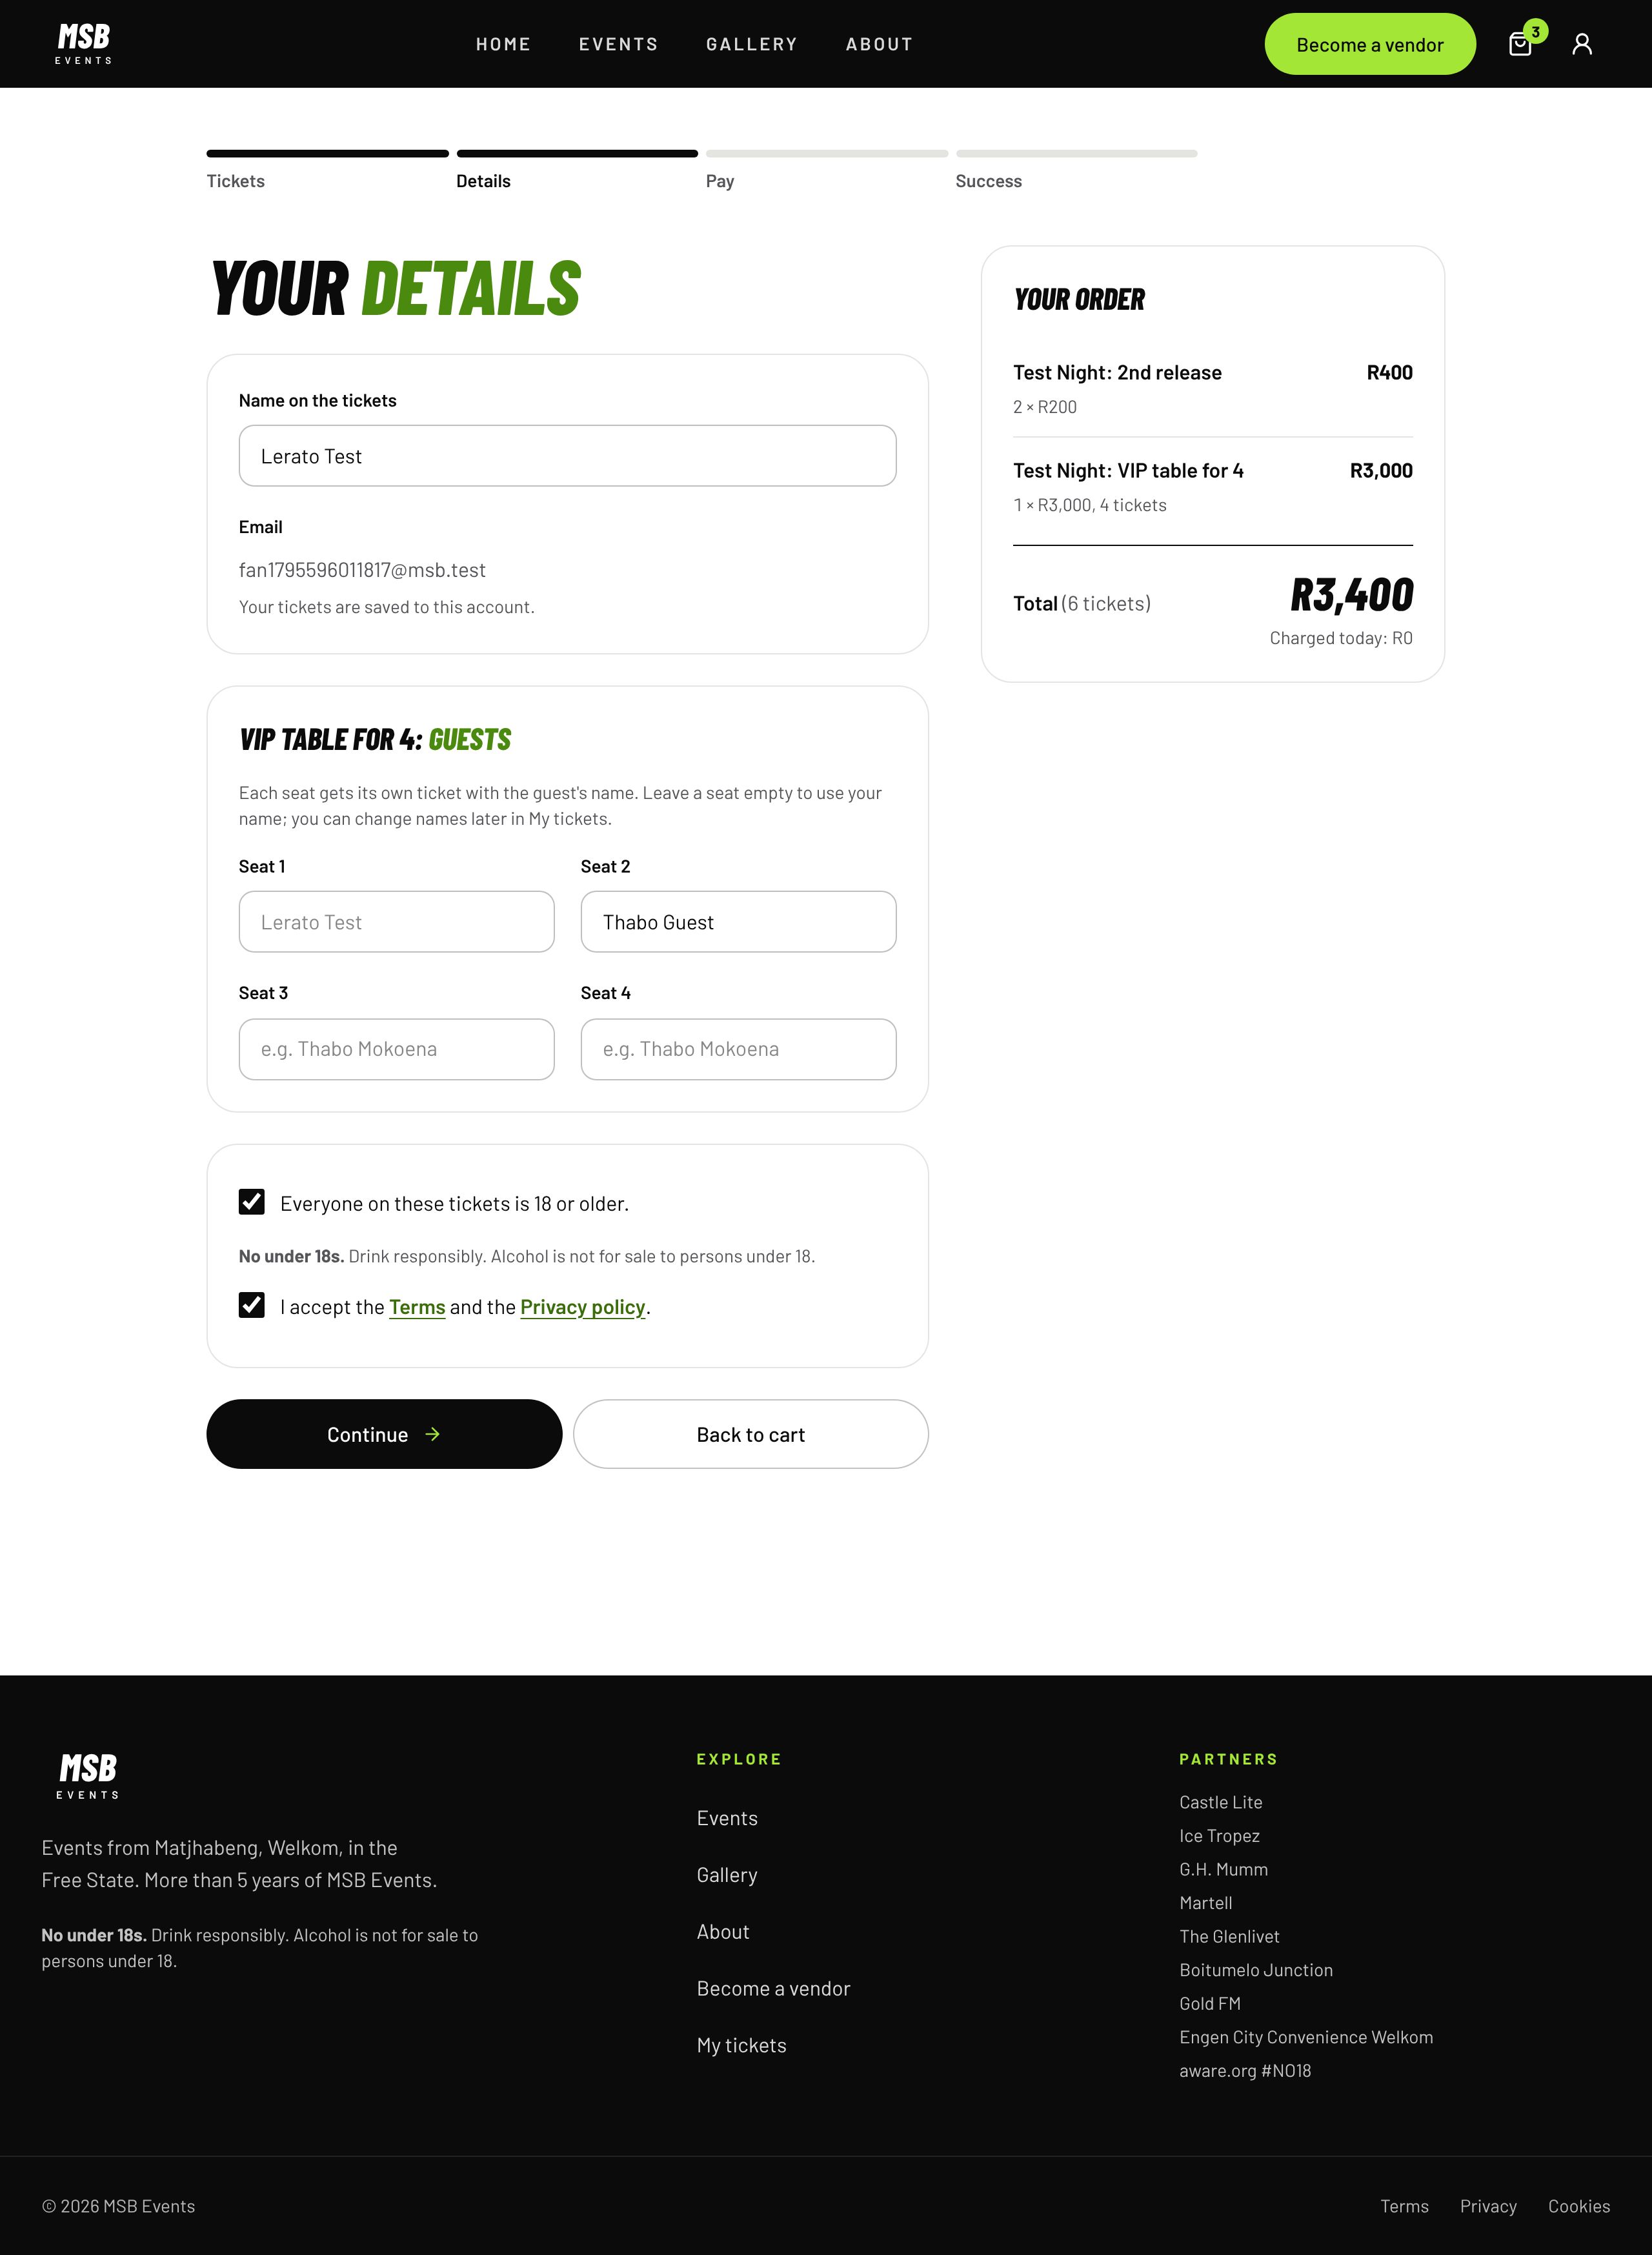 MSB
EVENTS
HOME
EVENTS
GALLERY
ABOUT
Become a vendor
3
Tickets
Details
Pay
Success
YOUR DETAILS
Name on the tickets
Lerato Test
Email
fan1795596011817@msb.test
Your tickets are saved to this account.
VIP TABLE FOR 4: GUESTS
Each seat gets its own ticket with the guest's name. Leave a seat empty to use your
name; you can change names later in My tickets.
Seat 1
Seat 2
Lerato Test
Thabo Guest
Seat 3
Seat 4
e.g. Thabo Mokoena
e.g. Thabo Mokoena
Everyone on these tickets is 18 or older.
No under 18s. Drink responsibly. Alcohol is not for sale to persons under 18.
I accept the Terms and the Privacy policy.
Continue →
Back to cart
YOUR ORDER
Test Night: 2nd release
R400
2 × R200
Test Night: VIP table for 4
R3,000
1 × R3,000, 4 tickets
Total (6 tickets)
R3,400
Charged today: R0
MSB
EVENTS
Events from Matjhabeng, Welkom, in the
Free State. More than 5 years of MSB Events.
No under 18s. Drink responsibly. Alcohol is not for sale to
persons under 18.
EXPLORE
Events
Gallery
About
Become a vendor
My tickets
PARTNERS
Castle Lite
Ice Tropez
G.H. Mumm
Martell
The Glenlivet
Boitumelo Junction
Gold FM
Engen City Convenience Welkom
aware.org #NO18
© 2026 MSB Events
Terms
Privacy
Cookies